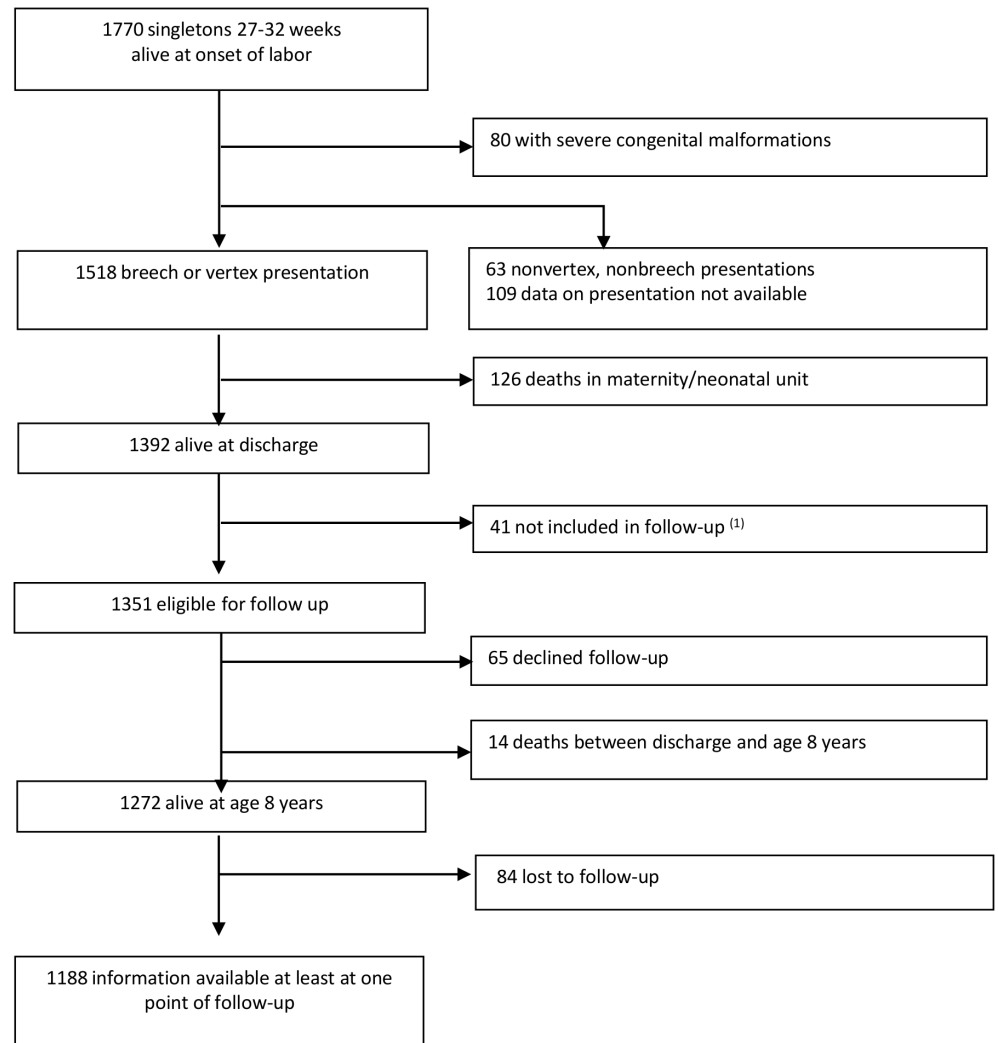 1770 singletons 27-32 weeks
alive at onset of labor
80 with severe congenital malformations
1518 breech or vertex presentation
63 nonvertex, nonbreech presentations
109 data on presentation not available
126 deaths in maternity/neonatal unit
1392 alive at discharge
41 not included in follow-up (1)
1351 eligible for follow up
65 declined follow-up
14 deaths between discharge and age 8 years
1272 alive at age 8 years
84 lost to follow-up
1188 information available at least at one
point of follow-up